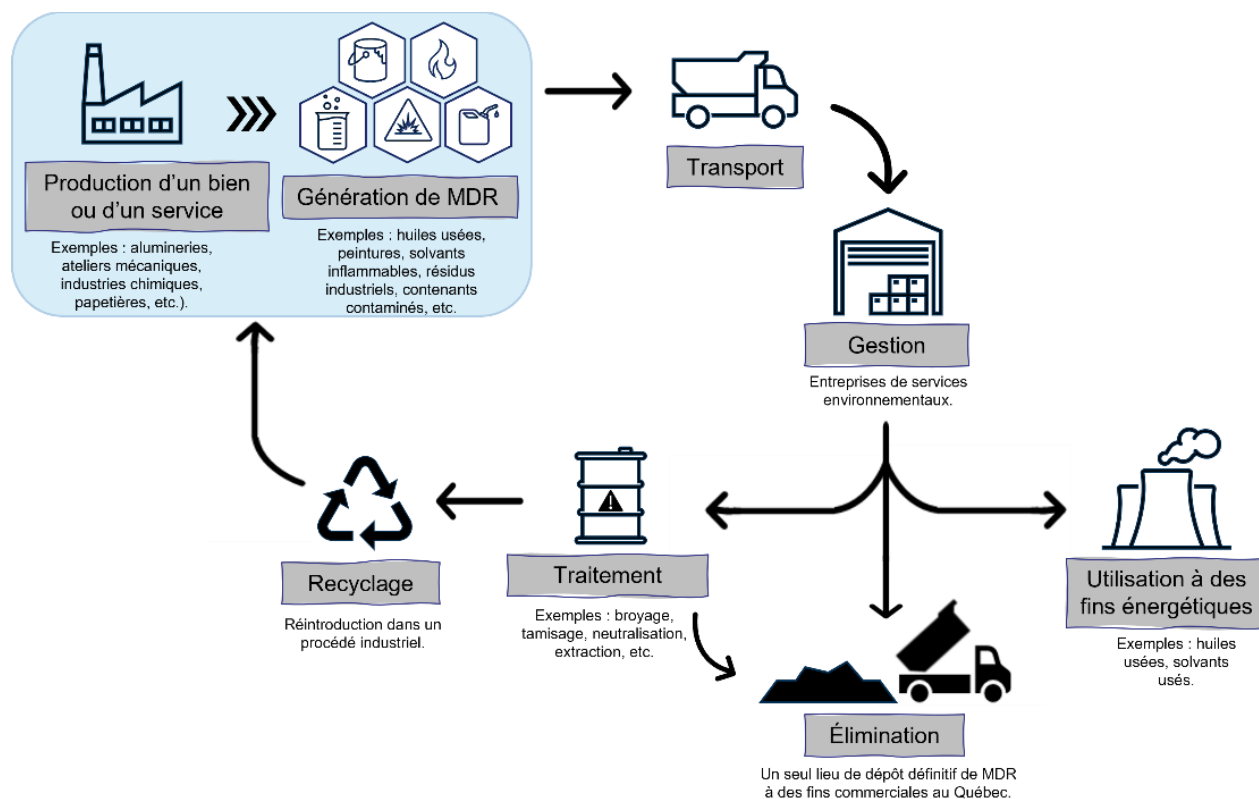 Production d’un bien
ou d’un service
Exemples : alumineries,
ateliers mécaniques,
industries chimiques,
papetières, etc.).
Génération de MDR
Exemples : huiles usées,
peintures, solvants
inflammables, résidus
industriels, contenants
contaminés, etc.
Transport
Gestion
Entreprises de services
environnementaux.
Recyclage
Réintroduction dans un
procédé industriel.
Traitement
Exemples : broyage,
tamisage, neutralisation,
extraction, etc.
Utilisation à des
fins énergétiques
Exemples : huiles
usées, solvants
usés.
Élimination
Un seul lieu de dépôt définitif de MDR
à des fins commerciales au Québec.